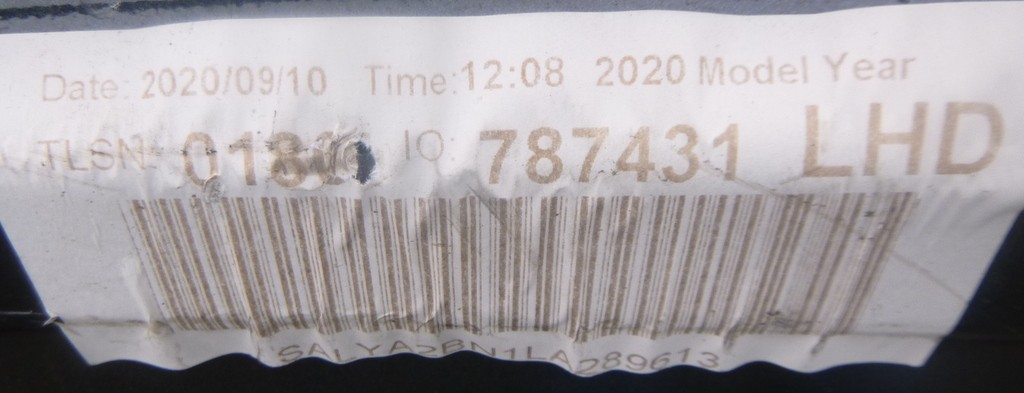 Date: 2020/09/10 Time:12:08 2020 Model Year
TLSN: IO: 787431 LHD
SALYA2BN1LA289613